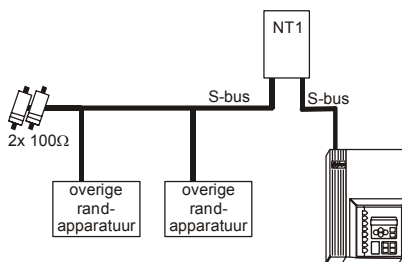 NT1
S-bus
S-bus
2x 100Ω
overige
rand-
apparatuur
overige
rand-
apparatuur